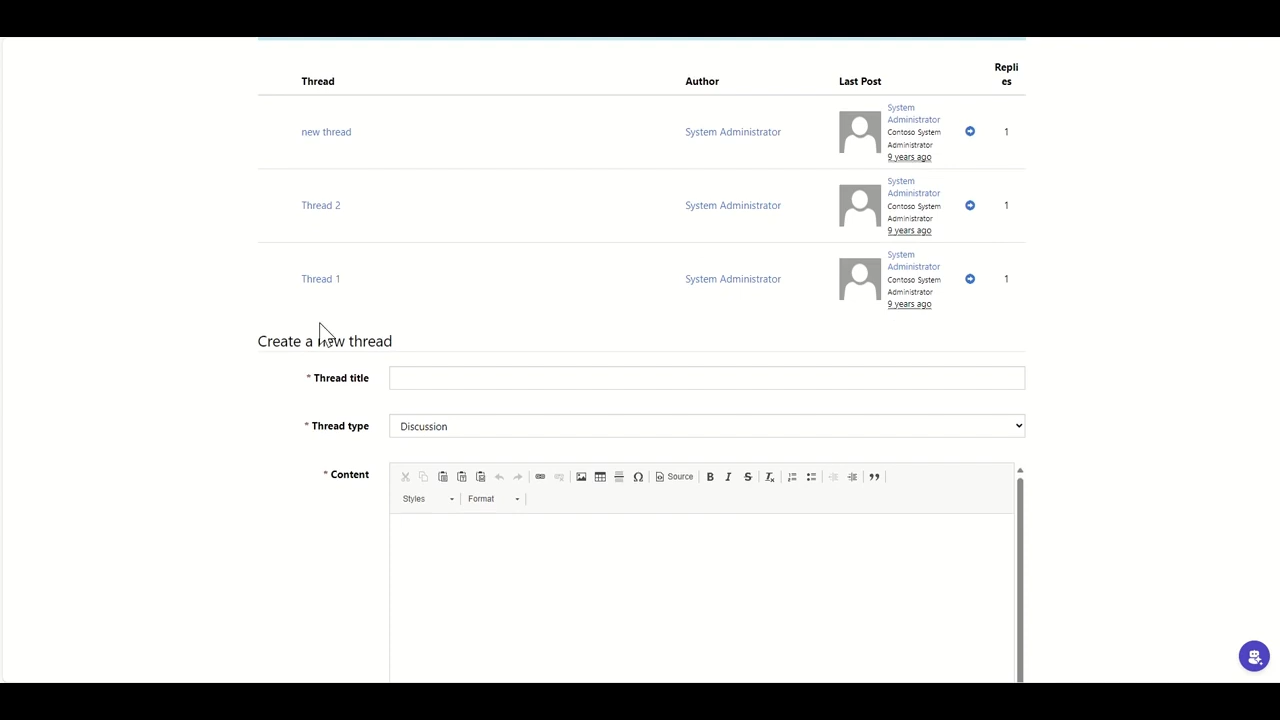 Thread Author Last Post Repli
es
new thread System Administrator System
Administrator
Contoso System
Administrator
9 years ago 1
Thread 2 System Administrator System
Administrator
Contoso System
Administrator
9 years ago 1
Thread 1 System Administrator System
Administrator
Contoso System
Administrator
9 years ago 1
Create a new thread
* Thread title
* Thread type Discussion
* Content Source B I S
Styles Format